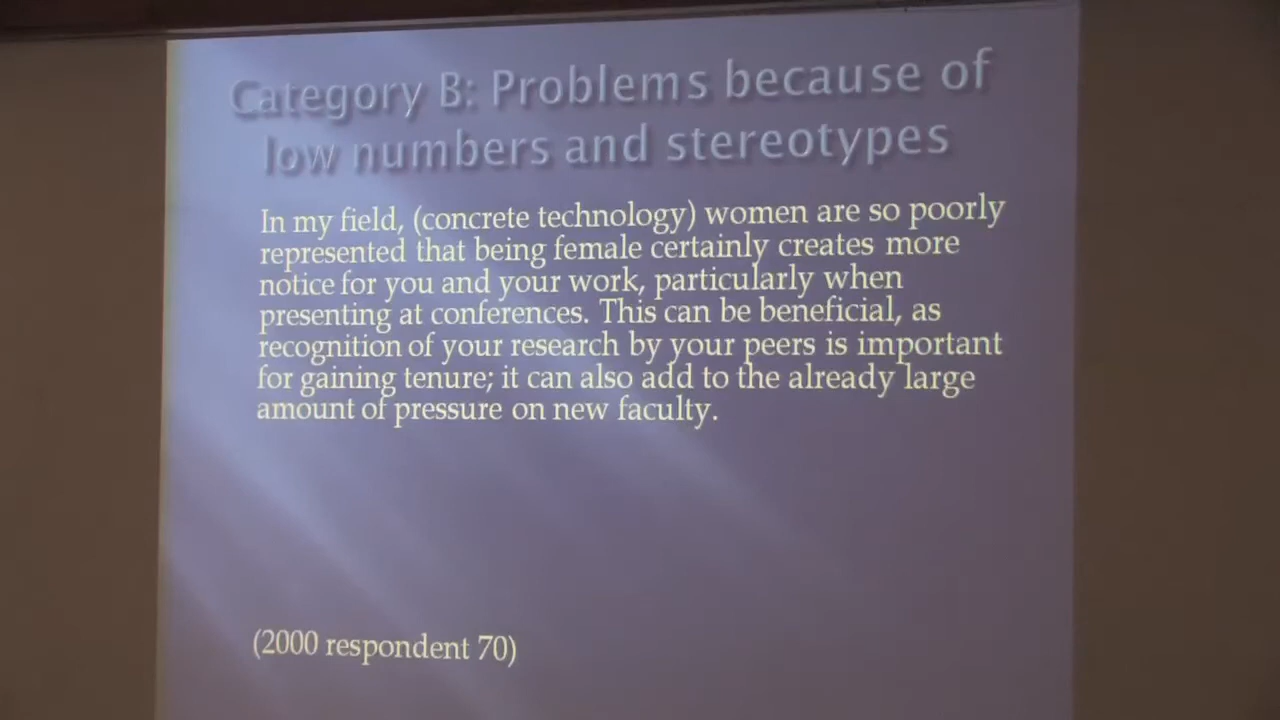 Category B: Problems because of
low numbers and stereotypes
In my field, (concrete technology) women are so poorly
represented that being female certainly creates more
notice for you and your work, particularly when
presenting at conferences. This can be beneficial, as
recognition of your research by your peers is important
for gaining tenure; it can also add to the already large
amount of pressure on new faculty.
(2000 respondent 70)